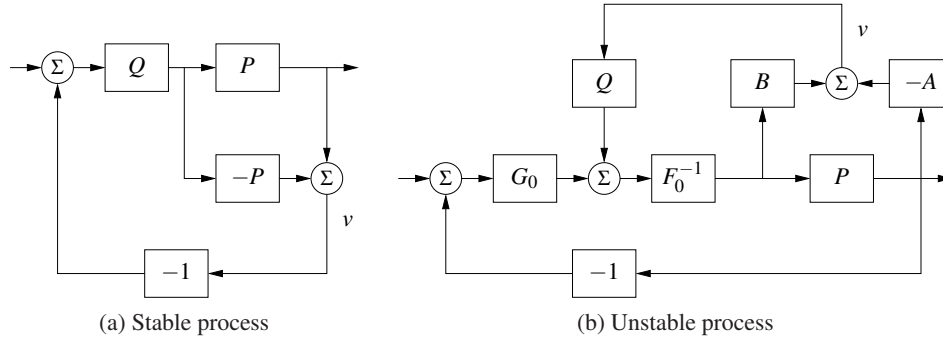 Σ
Q
P
−P
Σ
v
−1
(a) Stable process
v
Q
B
Σ
−A
Σ
G₀
Σ
F₀⁻¹
P
−1
(b) Unstable process